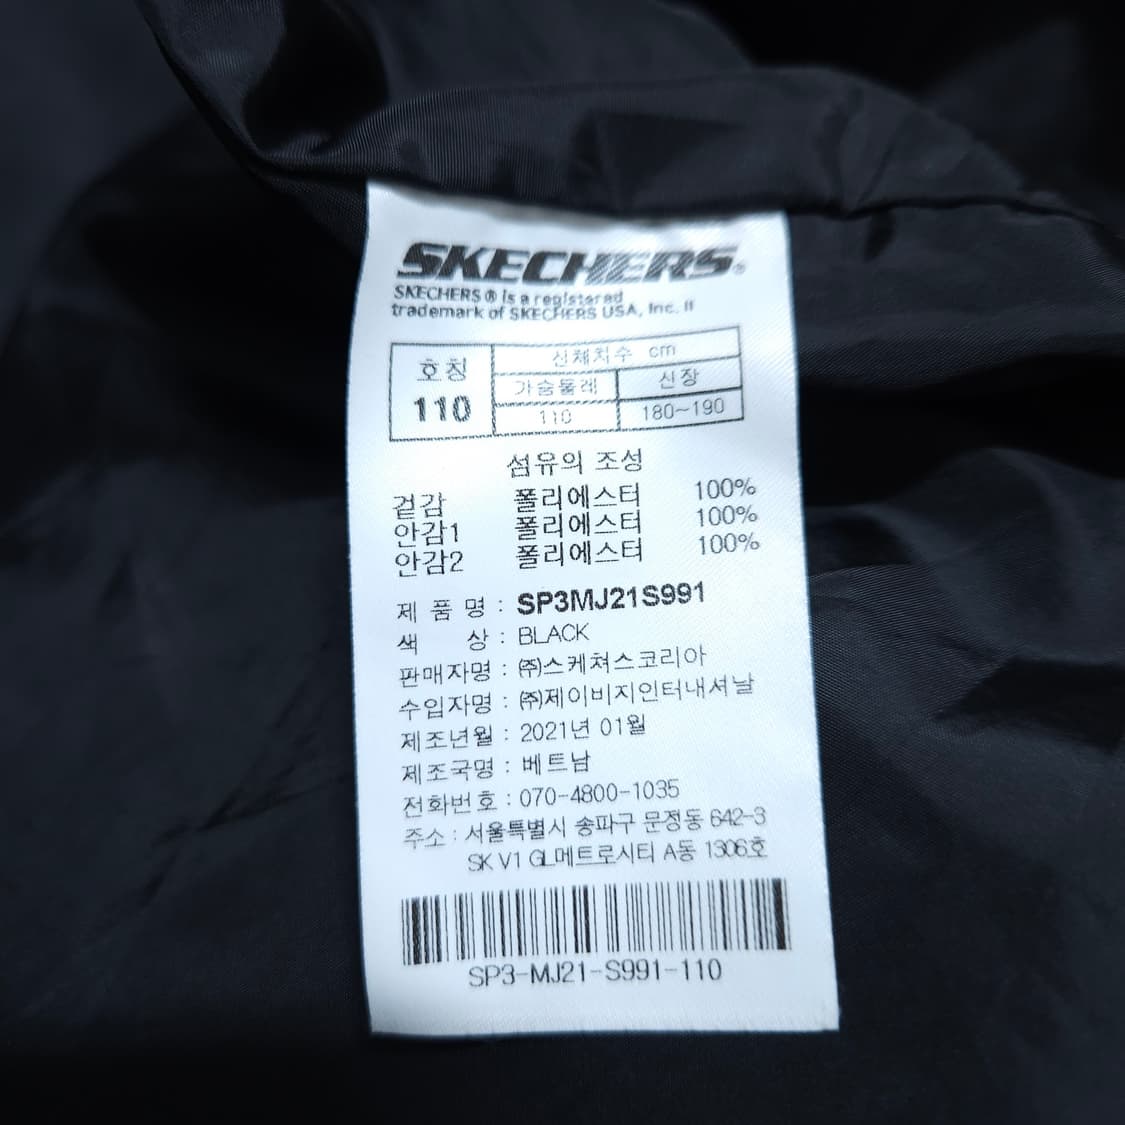 SKECHERS®
SKECHERS ® is a registered
trademark of SKECHERS USA, Inc. II
호칭
110
신체치수 cm
가슴둘레 신장
110 180~190
섬유의 조성
겉감 폴리에스터 100%
안감1 폴리에스터 100%
안감2 폴리에스터 100%
제 품 명 : SP3MJ21S991
색 상 : BLACK
판매자명 : ㈜스케쳐스코리아
수입자명 : ㈜제이비지인터내셔날
제조년월 : 2021년 01월
제조국명 : 베트남
전화번호 : 070-4800-1035
주소 : 서울특별시 송파구 문정동 642-3
SK V1 GL메트로시티 A동 1306호
SP3-MJ21-S991-110